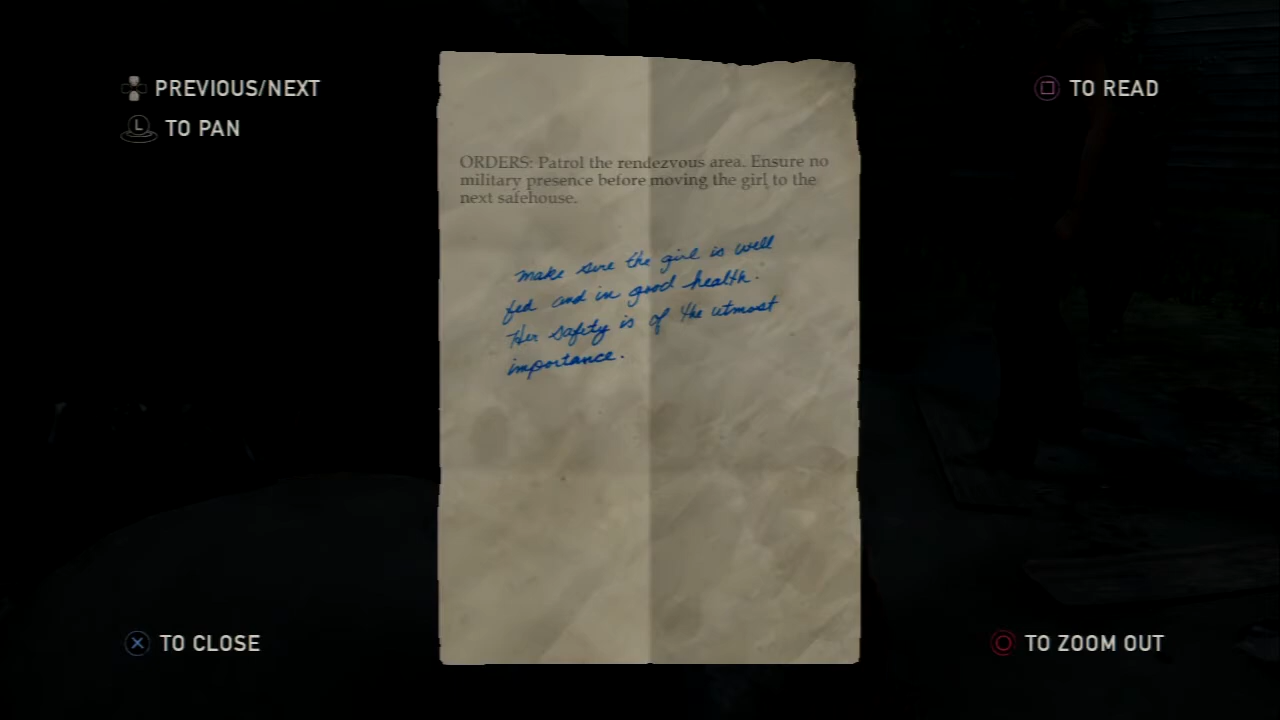 PREVIOUS/NEXT
L TO PAN
TO READ
ORDERS: Patrol the rendezvous area. Ensure no
military presence before moving the girl to the
next safehouse.
make sure the girl is well
fed and in good health.
Her safety is of the utmost
importance.
TO CLOSE
TO ZOOM OUT